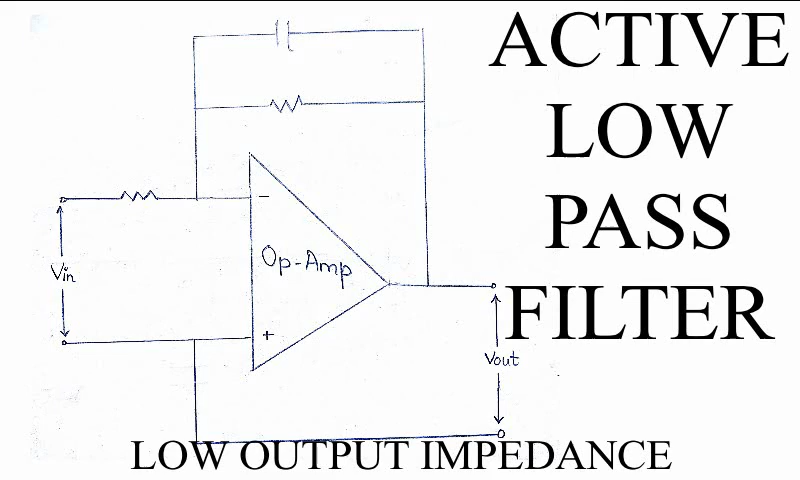 ACTIVE
LOW
PASS
FILTER
−
Op-Amp
+
Vin
Vout
LOW OUTPUT IMPEDANCE